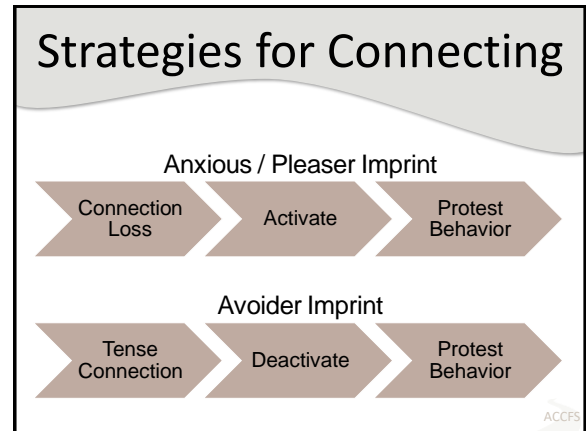 Strategies for Connecting
Anxious / Pleaser Imprint
Connection
Loss
Activate
Protest
Behavior
Avoider Imprint
Tense
Connection
Deactivate
Protest
Behavior
ACCFS